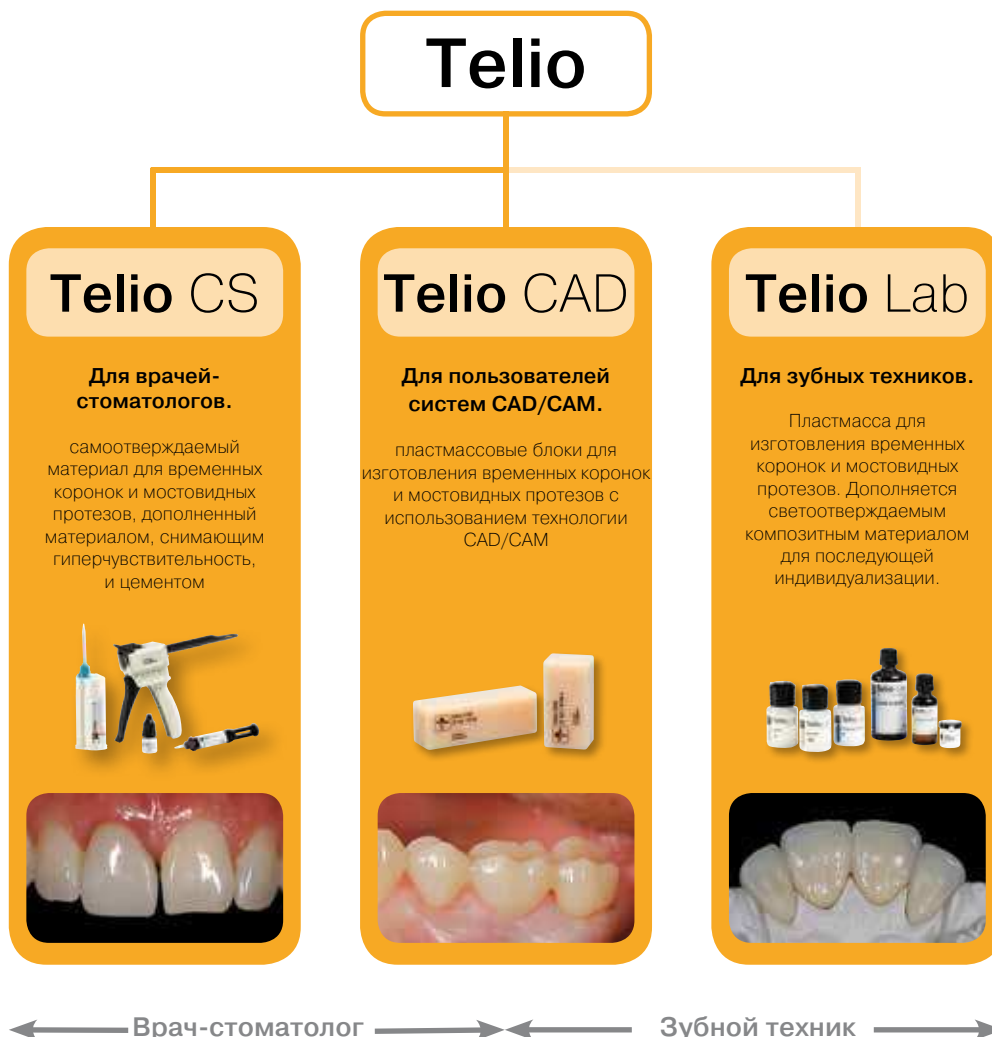 Telio
Telio CS
Для врачей-
стоматологов.
самоотверждаемый
материал для временных
коронок и мостовидных
протезов, дополненный
материалом, снимающим
гиперчувствительность,
и цементом
Telio CAD
Для пользователей
систем CAD/CAM.
пластмассовые блоки для
изготовления временных коронок
и мостовидных протезов с
использованием технологии
CAD/CAM
Telio Lab
Для зубных техников.
Пластмасса для
изготовления временных
коронок и мостовидных
протезов. Дополняется
светоотверждаемым
композитным материалом
для последующей
индивидуализации.
Врач-стоматолог
Зубной техник